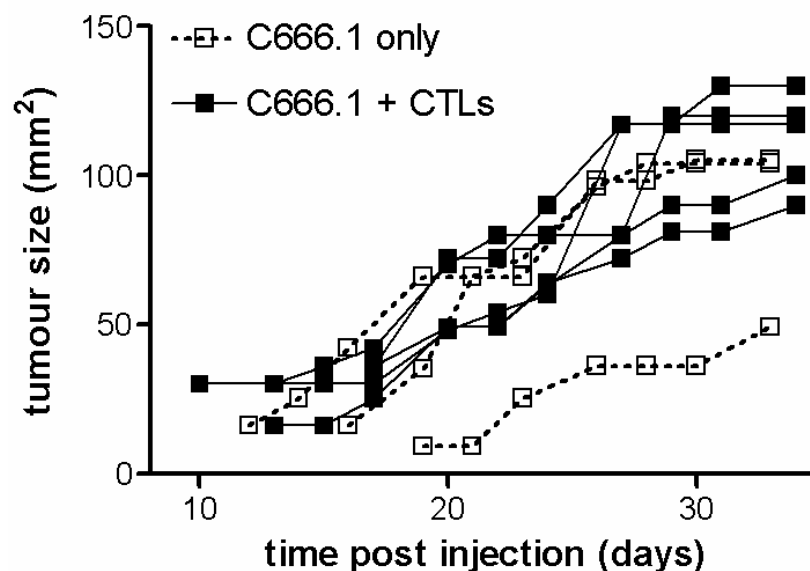 150
C666.1 only
C666.1 + CTLs
100
50
0
tumour size (mm²)
10 20 30
time post injection (days)